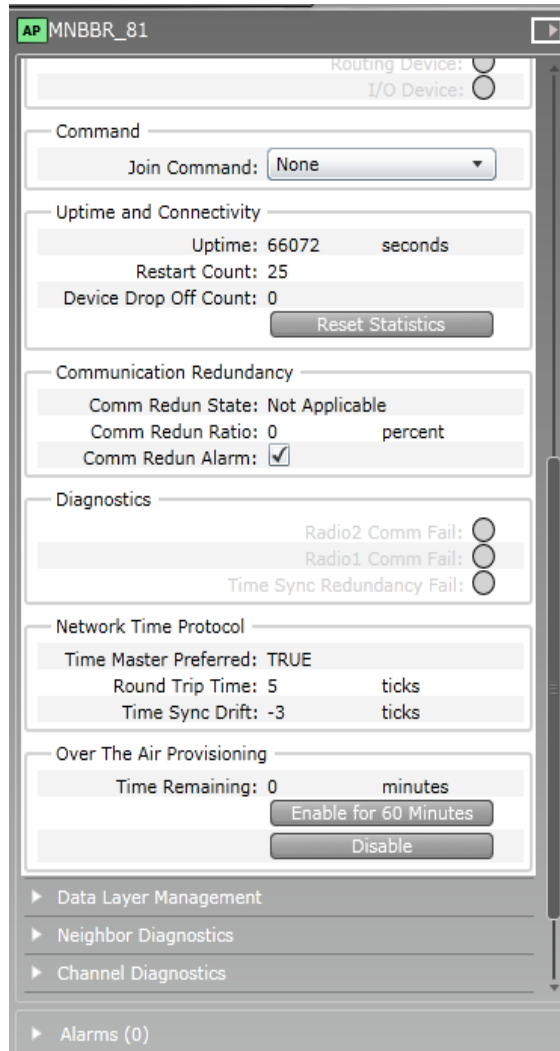 AP MNBBR_81
Routing Device:
I/O Device:
Command
Join Command: None
Uptime and Connectivity
Uptime: 66072 seconds
Restart Count: 25
Device Drop Off Count: 0
Reset Statistics
Communication Redundancy
Comm Redun State: Not Applicable
Comm Redun Ratio: 0 percent
Comm Redun Alarm:
Diagnostics
Radio2 Comm Fail:
Radio1 Comm Fail:
Time Sync Redundancy Fail:
Network Time Protocol
Time Master Preferred: TRUE
Round Trip Time: 5 ticks
Time Sync Drift: -3 ticks
Over The Air Provisioning
Time Remaining: 0 minutes
Enable for 60 Minutes
Disable
Data Layer Management
Neighbor Diagnostics
Channel Diagnostics
Alarms (0)